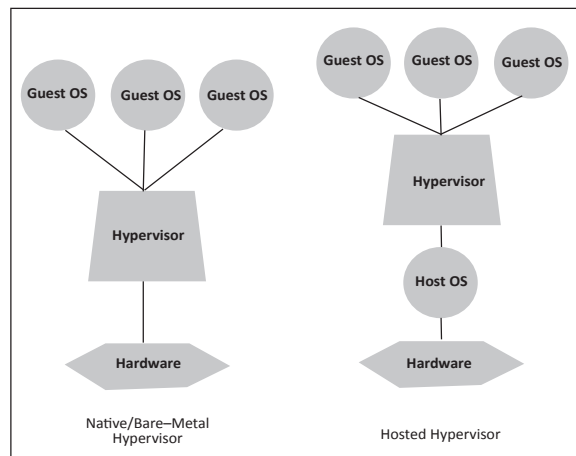 Guest OS Guest OS Guest OS
Hypervisor
Hardware
Native/Bare–Metal
Hypervisor
Guest OS Guest OS Guest OS
Hypervisor
Host OS
Hardware
Hosted Hypervisor